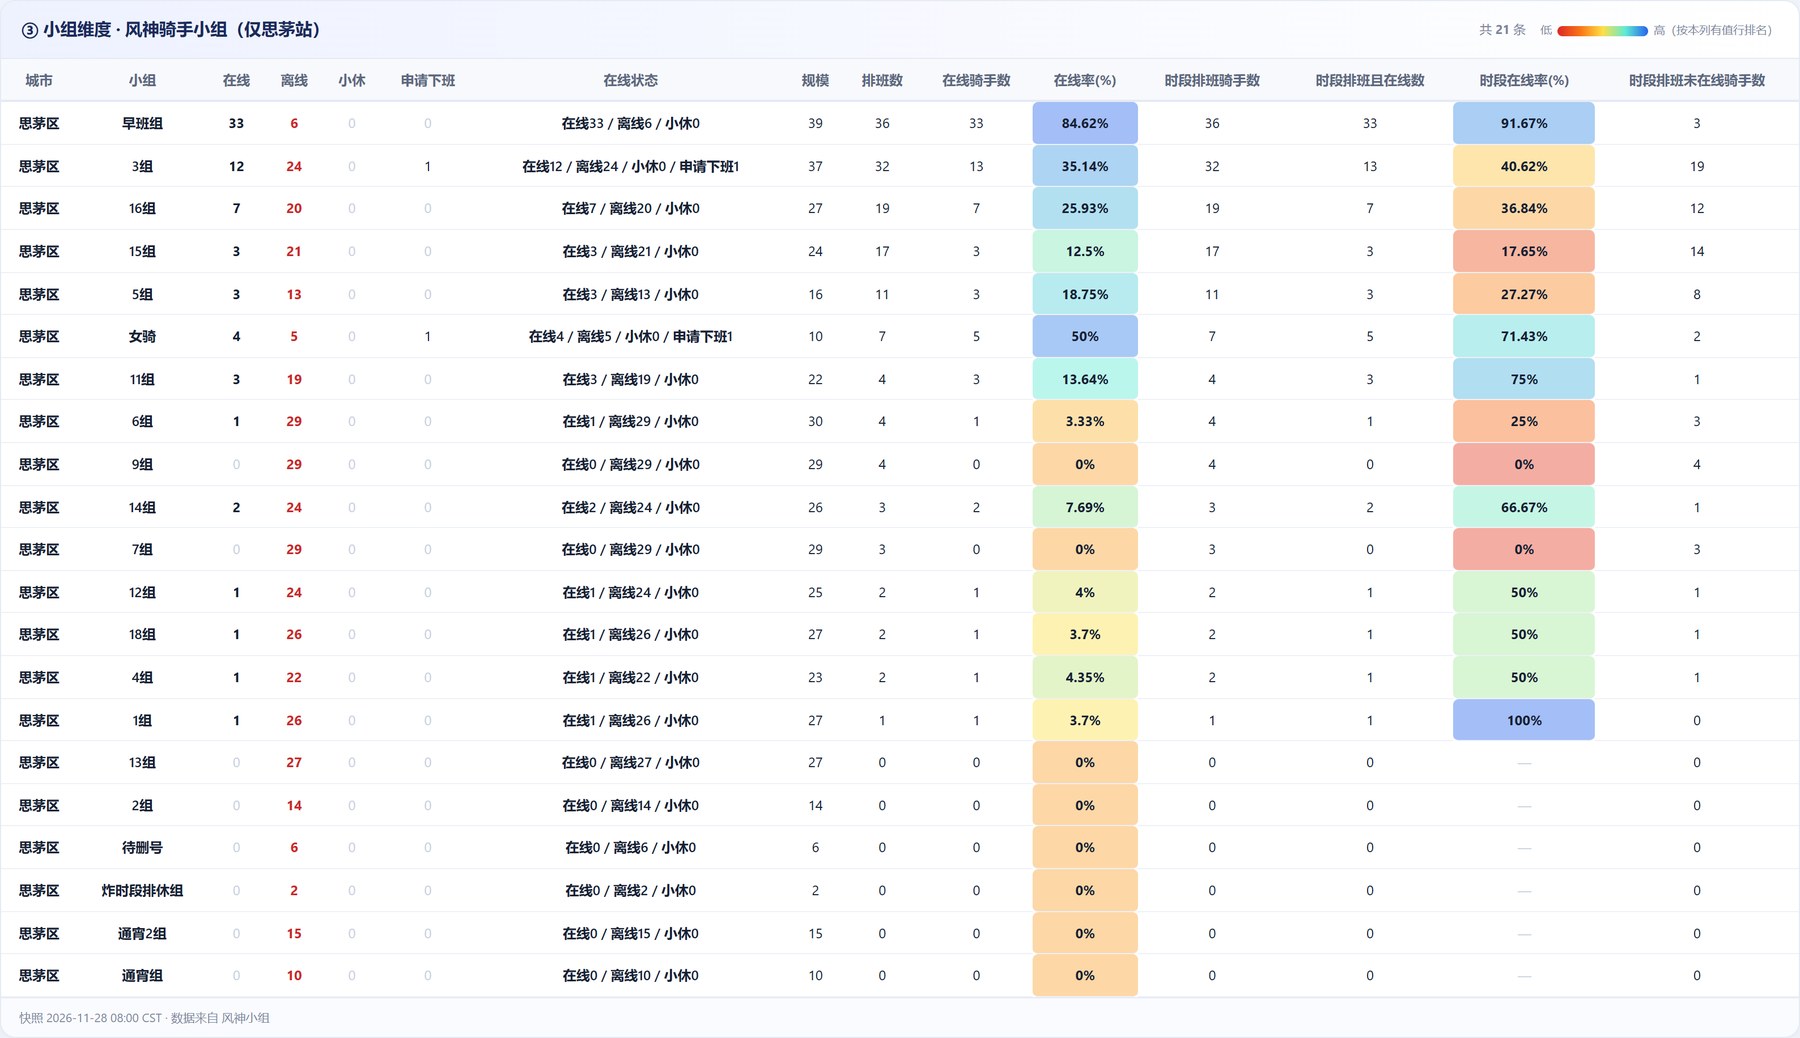 ③ 小组维度 · 风神骑手小组（仅思茅站）
共 21 条 低 高 (按本列有值行排名)
城市 小组 在线 离线 小休 申请下班 在线状态 规模 排班数 在线骑手数 在线率(%) 时段排班骑手数 时段排班且在线数 时段在线率(%) 时段排班未在线骑手数
思茅区 早班组 33 6 0 0 在线33 / 离线6 / 小休0 39 36 33 84.62% 36 33 91.67% 3
思茅区 3组 12 24 0 1 在线12 / 离线24 / 小休0 / 申请下班1 37 32 13 35.14% 32 13 40.62% 19
思茅区 16组 7 20 0 0 在线7 / 离线20 / 小休0 27 19 7 25.93% 19 7 36.84% 12
思茅区 15组 3 21 0 0 在线3 / 离线21 / 小休0 24 17 3 12.5% 17 3 17.65% 14
思茅区 5组 3 13 0 0 在线3 / 离线13 / 小休0 16 11 3 18.75% 11 3 27.27% 8
思茅区 女骑 4 5 0 1 在线4 / 离线5 / 小休0 / 申请下班1 10 7 5 50% 7 5 71.43% 2
思茅区 11组 3 19 0 0 在线3 / 离线19 / 小休0 22 4 3 13.64% 4 3 75% 1
思茅区 6组 1 29 0 0 在线1 / 离线29 / 小休0 30 4 1 3.33% 4 1 25% 3
思茅区 9组 0 29 0 0 在线0 / 离线29 / 小休0 29 4 0 0% 4 0 0% 4
思茅区 14组 2 24 0 0 在线2 / 离线24 / 小休0 26 3 2 7.69% 3 2 66.67% 1
思茅区 7组 0 29 0 0 在线0 / 离线29 / 小休0 29 3 0 0% 3 0 0% 3
思茅区 12组 1 24 0 0 在线1 / 离线24 / 小休0 25 2 1 4% 2 1 50% 1
思茅区 18组 1 26 0 0 在线1 / 离线26 / 小休0 27 2 1 3.7% 2 1 50% 1
思茅区 4组 1 22 0 0 在线1 / 离线22 / 小休0 23 2 1 4.35% 2 1 50% 1
思茅区 1组 1 26 0 0 在线1 / 离线26 / 小休0 27 1 1 3.7% 1 1 100% 0
思茅区 13组 0 27 0 0 在线0 / 离线27 / 小休0 27 0 0 0% 0 0 — 0
思茅区 2组 0 14 0 0 在线0 / 离线14 / 小休0 14 0 0 0% 0 0 — 0
思茅区 待删号 0 6 0 0 在线0 / 离线6 / 小休0 6 0 0 0% 0 0 — 0
思茅区 炸时段排休组 0 2 0 0 在线0 / 离线2 / 小休0 2 0 0 0% 0 0 — 0
思茅区 通宵2组 0 15 0 0 在线0 / 离线15 / 小休0 15 0 0 0% 0 0 — 0
思茅区 通宵组 0 10 0 0 在线0 / 离线10 / 小休0 10 0 0 0% 0 0 — 0
快照 2026-11-28 08:00 CST · 数据来自 风神小组